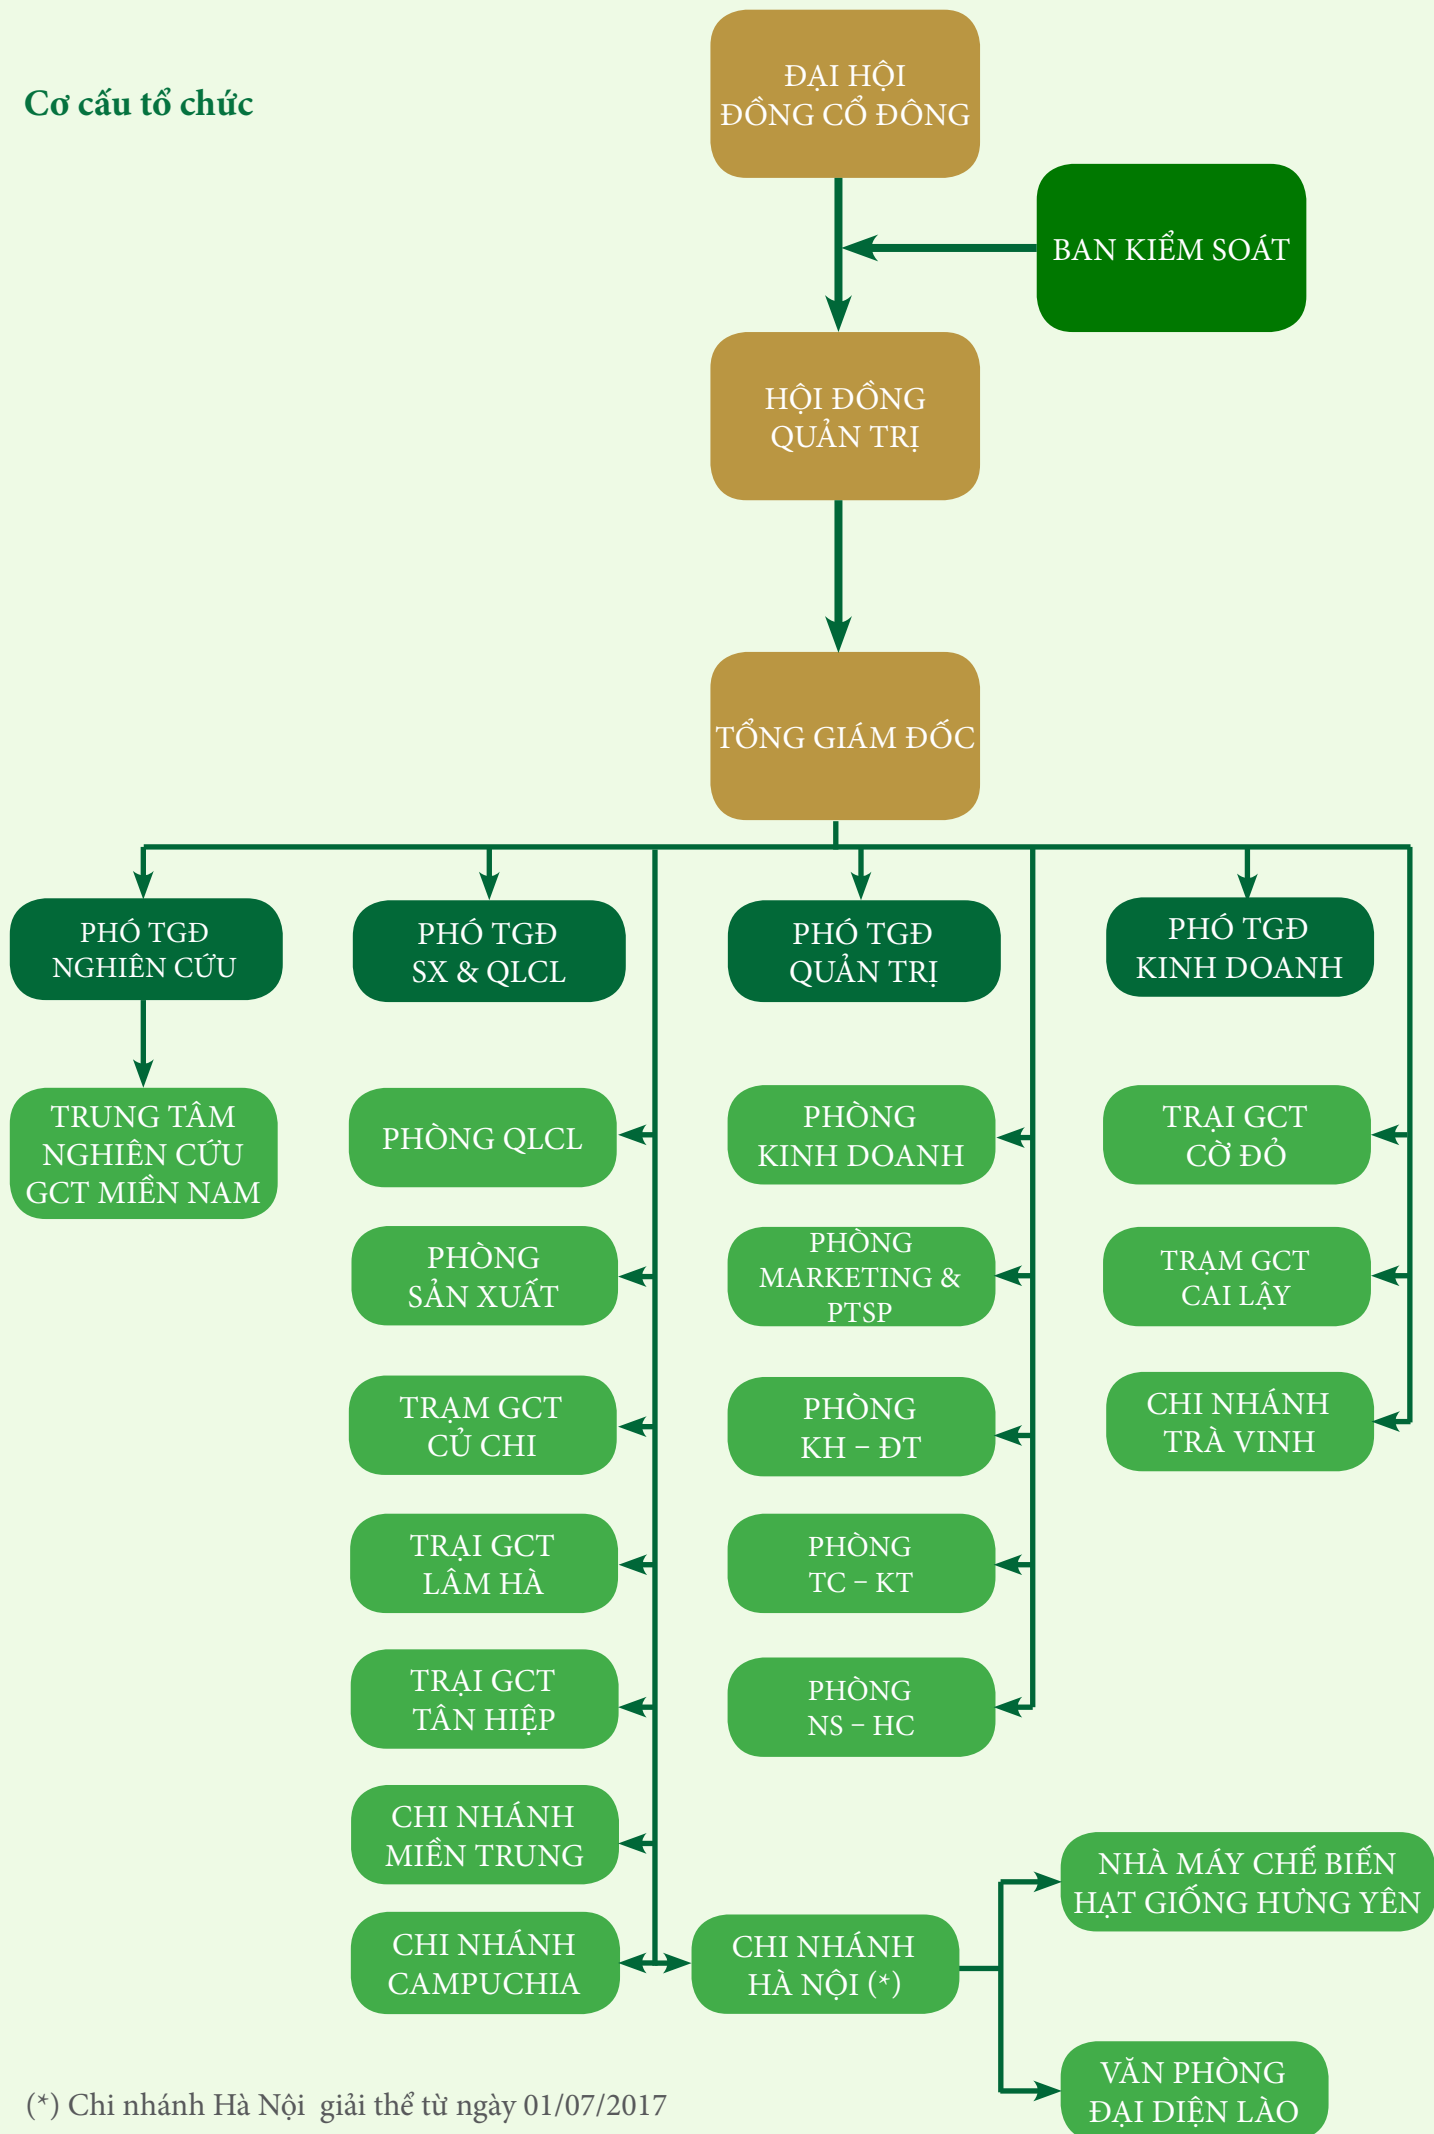 Cơ cấu tổ chức
ĐẠI HỘI
ĐỒNG CỔ ĐÔNG
BAN KIỂM SOÁT
HỘI ĐỒNG
QUẢN TRỊ
TỔNG GIÁM ĐỐC
PHÓ TGĐ
NGHIÊN CỨU
PHÓ TGĐ
SX & QLCL
PHÓ TGĐ
QUẢN TRỊ
PHÓ TGĐ
KINH DOANH
TRUNG TÂM
NGHIÊN CỨU
GCT MIỀN NAM
PHÒNG QLCL
PHÒNG
KINH DOANH
TRẠI GCT
CỜ ĐỎ
PHÒNG
SẢN XUẤT
PHÒNG
MARKETING &
PTSP
TRẠM GCT
CAI LẬY
TRẠM GCT
CỦ CHI
PHÒNG
KH – ĐT
CHI NHÁNH
TRÀ VINH
TRẠI GCT
LÂM HÀ
PHÒNG
TC – KT
TRẠI GCT
TÂN HIỆP
PHÒNG
NS – HC
CHI NHÁNH
MIỀN TRUNG
NHÀ MÁY CHẾ BIẾN
HẠT GIỐNG HƯNG YÊN
CHI NHÁNH
CAMPUCHIA
CHI NHÁNH
HÀ NỘI (*)
VĂN PHÒNG
ĐẠI DIỆN LÀO
(*) Chi nhánh Hà Nội giải thể từ ngày 01/07/2017